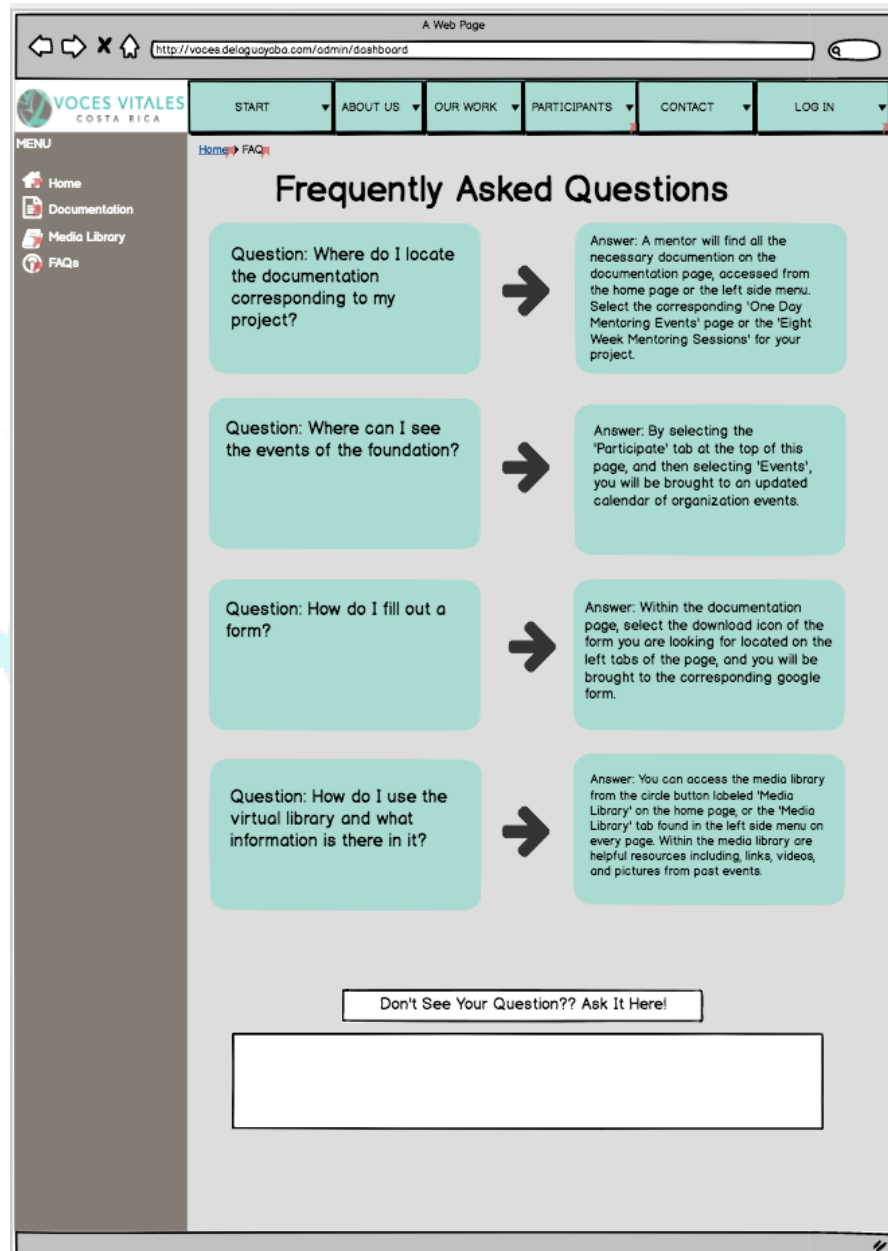 A Web Page
http://voces.delaguayaba.com/admin/dashboard
VOCES VITALES
COSTA RICA
START
ABOUT US
OUR WORK
PARTICIPANTS
CONTACT
LOG IN
MENU
Home
Documentation
Media Library
FAQs
Home FAQ
Frequently Asked Questions
Question: Where do I locate
the documentation
corresponding to my
project?
Answer: A mentor will find all the
necessary documention on the
documentation page, accessed from
the home page or the left side menu.
Select the corresponding 'One Day
Mentoring Events' page or the 'Eight
Week Mentoring Sessions' for your
project.
Question: Where can I see
the events of the foundation?
Answer: By selecting the
'Participate' tab at the top of this
page, and then selecting 'Events',
you will be brought to an updated
calendar of organization events.
Question: How do I fill out a
form?
Answer: Within the documentation
page, select the download icon of the
form you are looking for located on the
left tabs of the page, and you will be
brought to the corresponding google
form.
Question: How do I use the
virtual library and what
information is there in it?
Answer: You can access the media library
from the circle button labeled 'Media
Library' on the home page, or the 'Media
Library' tab found in the left side menu on
every page. Within the media library are
helpful resources including, links, videos,
and pictures from past events.
Don't See Your Question?? Ask It Here!